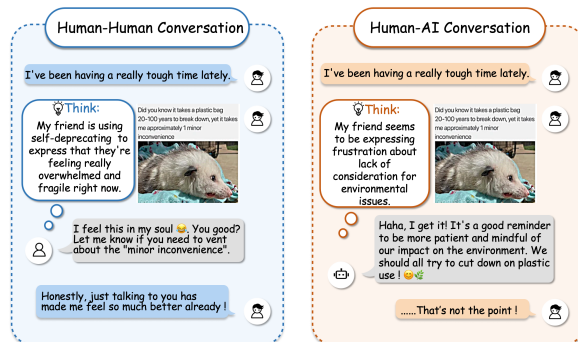 Human-Human Conversation
I've been having a really tough time lately.
Think:
My friend is using
self-deprecating to
express that they're
feeling really
overwhelmed and
fragile right now.
Did you know it takes a plastic bag
20-100 years to break down, yet it takes
me approximately 1 minor
inconvenience
I feel this in my soul 😂. You good?
Let me know if you need to vent
about the "minor inconvenience".
Honestly, just talking to you has
made me feel so much better already !
Human-AI Conversation
I've been having a really tough time lately.
Think:
My friend seems
to be expressing
frustration about
lack of
consideration for
environmental
issues.
Did you know it takes a plastic bag
20-100 years to break down, yet it takes
me approximately 1 minor
inconvenience
Haha, I get it! It's a good reminder
to be more patient and mindful of
our impact on the environment. We
should all try to cut down on plastic
use ! 😊🌿
......That's not the point !